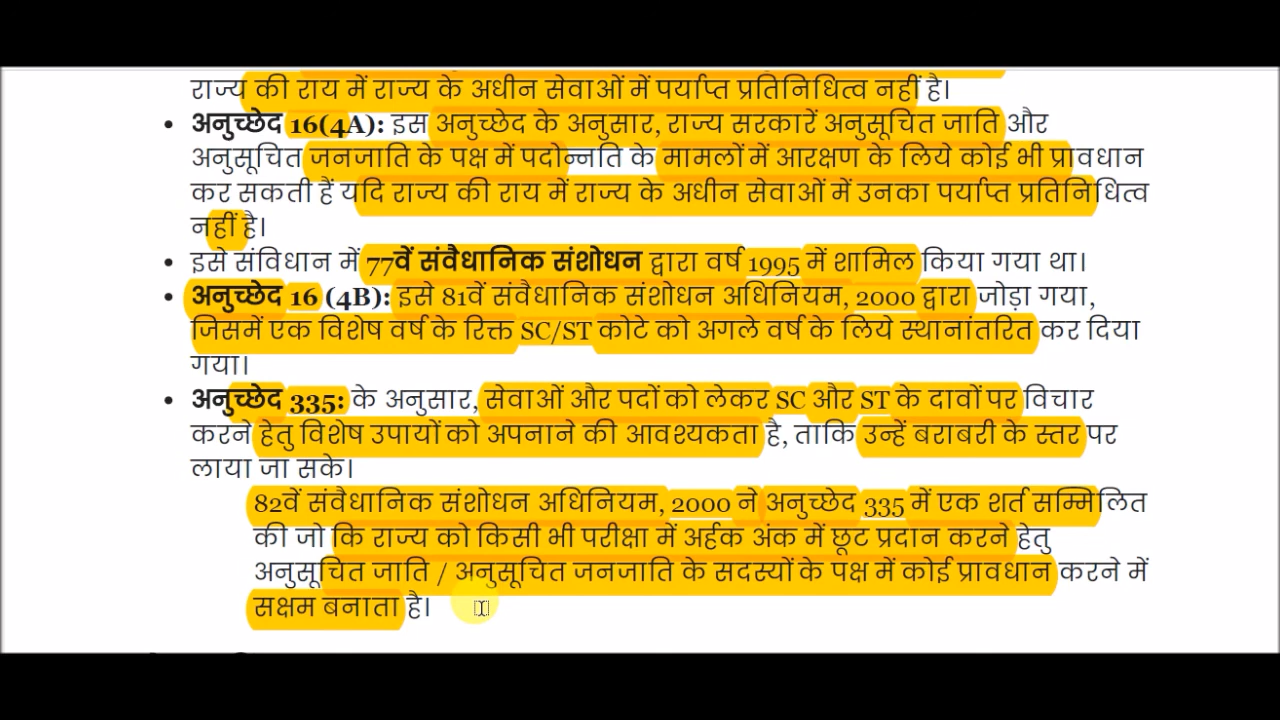 राज्य की राय में राज्य के अधीन सेवाओं में पर्याप्त प्रतिनिधित्व नहीं है।
• अनुच्छेद 16(4A): इस अनुच्छेद के अनुसार, राज्य सरकारें अनुसूचित जाति और
अनुसूचित जनजाति के पक्ष में पदोन्नति के मामलों में आरक्षण के लिये कोई भी प्रावधान
कर सकती हैं यदि राज्य की राय में राज्य के अधीन सेवाओं में उनका पर्याप्त प्रतिनिधित्व
नहीं है।
• इसे संविधान में 77वें संवैधानिक संशोधन द्वारा वर्ष 1995 में शामिल किया गया था।
• अनुच्छेद 16 (4B): इसे 81वें संवैधानिक संशोधन अधिनियम, 2000 द्वारा जोड़ा गया,
जिसमें एक विशेष वर्ष के रिक्त SC/ST कोटे को अगले वर्ष के लिये स्थानांतरित कर दिया
गया।
• अनुच्छेद 335: के अनुसार, सेवाओं और पदों को लेकर SC और ST के दावों पर विचार
करने हेतु विशेष उपायों को अपनाने की आवश्यकता है, ताकि उन्हें बराबरी के स्तर पर
लाया जा सके।
82वें संवैधानिक संशोधन अधिनियम, 2000 ने अनुच्छेद 335 में एक शर्त सम्मिलित
की जो कि राज्य को किसी भी परीक्षा में अर्हक अंक में छूट प्रदान करने हेतु
अनुसूचित जाति / अनुसूचित जनजाति के सदस्यों के पक्ष में कोई प्रावधान करने में
सक्षम बनाता है।